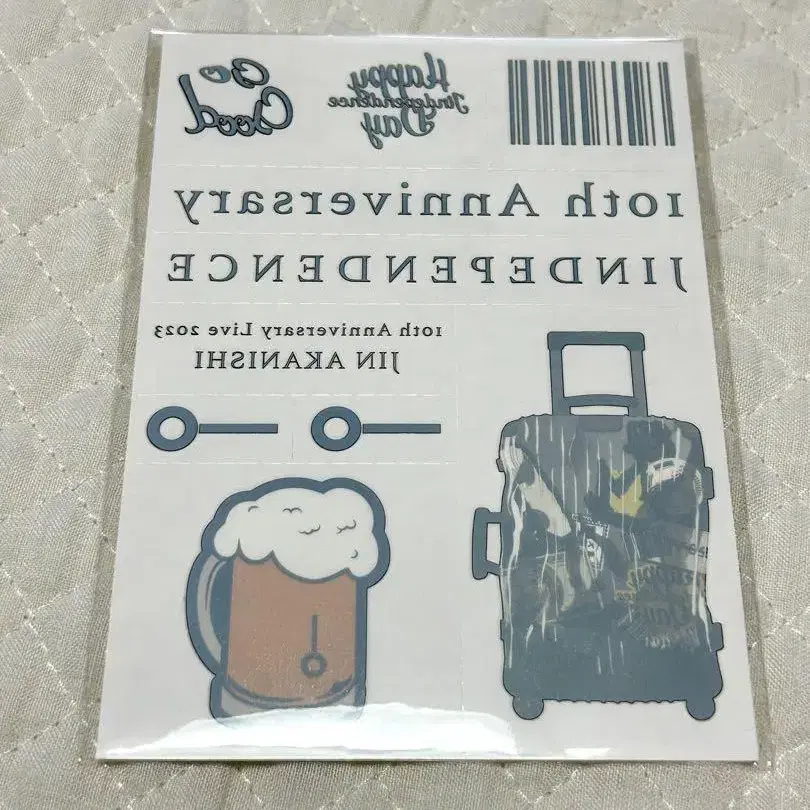 Go
Good
Happy
Jindependence
Day
10th Anniversary
JINDEPENDENCE
10th Anniversary Live 2023
JIN AKANISHI